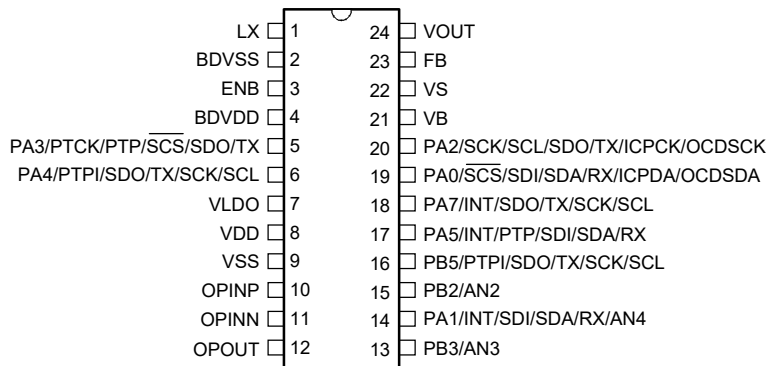 LX 1 24 VOUT
BDVSS 2 23 FB
ENB 3 22 VS
BDVDD 4 21 VB
PA3/PTCK/PTP/SCS/SDO/TX 5 20 PA2/SCK/SCL/SDO/TX/ICPCK/OCDSCK
PA4/PTPI/SDO/TX/SCK/SCL 6 19 PA0/SCS/SDI/SDA/RX/ICPDA/OCDSDA
VLDO 7 18 PA7/INT/SDO/TX/SCK/SCL
VDD 8 17 PA5/INT/PTP/SDI/SDA/RX
VSS 9 16 PB5/PTPI/SDO/TX/SCK/SCL
OPINP 10 15 PB2/AN2
OPINN 11 14 PA1/INT/SDI/SDA/RX/AN4
OPOUT 12 13 PB3/AN3